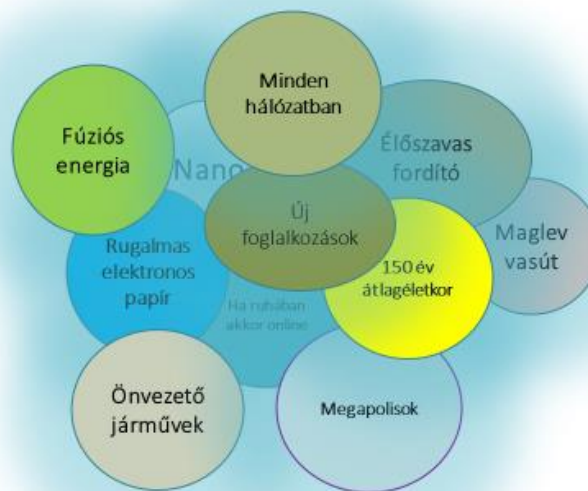 Minden
hálózatban
Fúziós
energia
Nano
Élőszavas
fordító
Új
foglalkozások
Maglev
vasút
Rugalmas
elektronos
papír
150 év
átlagéletkor
Ha ruhában
akkor online
Önvezető
járművek
Megapolisok